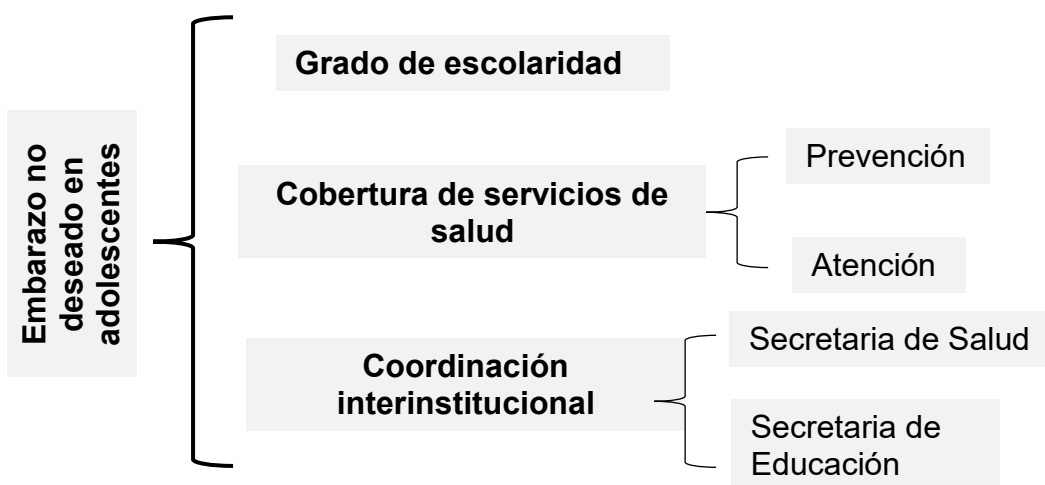 Embarazo no
deseado en
adolescentes
Grado de escolaridad
Cobertura de servicios de
salud
Prevención
Atención
Coordinación
interinstitucional
Secretaria de Salud
Secretaria de
Educación